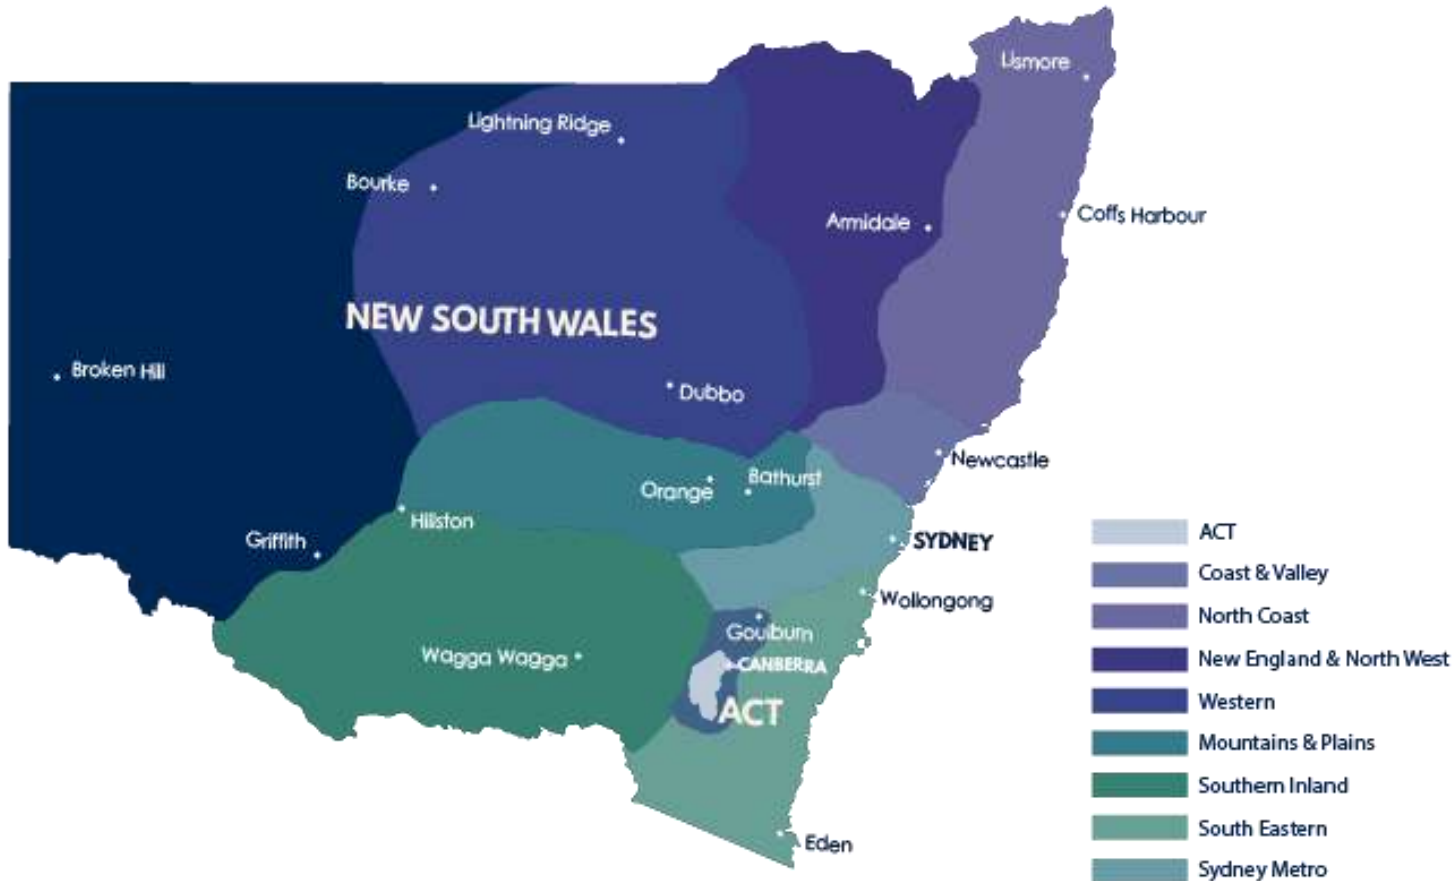 Lismore
Lightning Ridge
Bourke
Armidale
Coffs Harbour
NEW SOUTH WALES
Broken Hill
Dubbo
Newcastle
Bathurst
Orange
Hillston
Griffith
SYDNEY
Wollongong
Goulburn
Wagga Wagga
CANBERRA
ACT
Eden
ACT
Coast & Valley
North Coast
New England & North West
Western
Mountains & Plains
Southern Inland
South Eastern
Sydney Metro